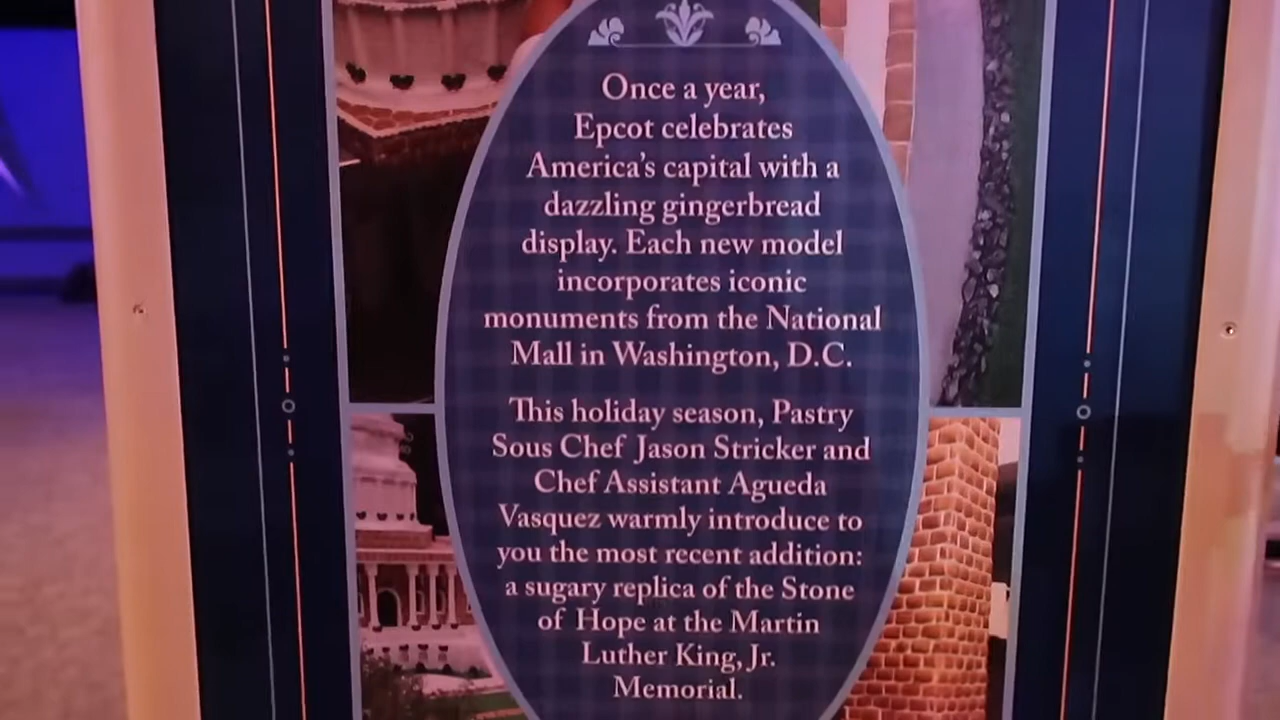 Once a year,
Epcot celebrates
America's capital with a
dazzling gingerbread
display. Each new model
incorporates iconic
monuments from the National
Mall in Washington, D.C.
This holiday season, Pastry
Sous Chef Jason Stricker and
Chef Assistant Agueda
Vasquez warmly introduce to
you the most recent addition:
a sugary replica of the Stone
of Hope at the Martin
Luther King, Jr.
Memorial.